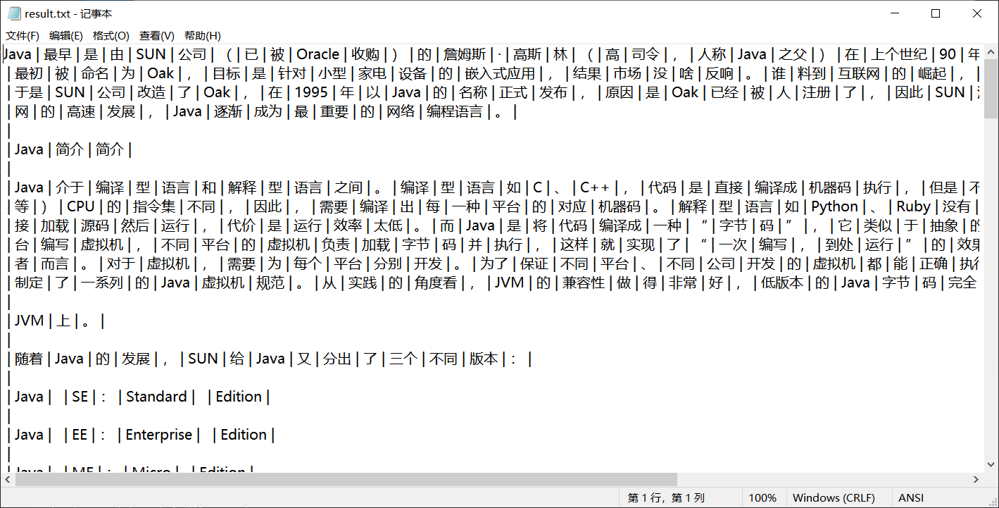 result.txt - 记事本
文件(F) 编辑(E) 格式(O) 查看(V) 帮助(H)
Java | 最早 | 是 | 由 | SUN | 公司 | （ | 已 | 被 | Oracle | 收购 | ） | 的 | 詹姆斯 | · | 高斯 | 林 | （ | 高 | 司令 | ， | 人称 | Java | 之父 | ） | 在 | 上个世纪 | 90 | 年
| 最初 | 被 | 命名 | 为 | Oak | ， | 目标 | 是 | 针对 | 小型 | 家电 | 设备 | 的 | 嵌入式应用 | ， | 结果 | 市场 | 没 | 啥 | 反响 | 。 | 谁 | 料到 | 互联网 | 的 | 崛起 | ， |
| 于是 | SUN | 公司 | 改造 | 了 | Oak | ， | 在 | 1995 | 年 | 以 | Java | 的 | 名称 | 正式 | 发布 | ， | 原因 | 是 | Oak | 已经 | 被 | 人 | 注册 | 了 | ， | 因此 | SUN |
| 网 | 的 | 高速 | 发展 | ， | Java | 逐渐 | 成为 | 最 | 重要 | 的 | 网络 | 编程语言 | 。 |
|
| Java | 简介 | 简介 |
|
| Java | 介于 | 编译 | 型 | 语言 | 和 | 解释 | 型 | 语言 | 之间 | 。 | 编译 | 型 | 语言 | 如 | C | 、 | C++ | ， | 代码 | 是 | 直接 | 编译成 | 机器码 | 执行 | ， | 但是 | 不
| 等 | ） | CPU | 的 | 指令集 | 不同 | ， | 因此 | ， | 需要 | 编译 | 出 | 每 | 一种 | 平台 | 的 | 对应 | 机器码 | 。 | 解释 | 型 | 语言 | 如 | Python | 、 | Ruby | 没有 |
| 接 | 加载 | 源码 | 然后 | 运行 | ， | 代价 | 是 | 运行 | 效率 | 太低 | 。 | 而 | Java | 是 | 将 | 代码 | 编译成 | 一种 | “ | 字节 | 码 | ” | ， | 它 | 类似 | 于 | 抽象 | 的
| 台 | 编写 | 虚拟机 | ， | 不同 | 平台 | 的 | 虚拟机 | 负责 | 加载 | 字节 | 码 | 并 | 执行 | ， | 这样 | 就 | 实现 | 了 | “ | 一次 | 编写 | ， | 到处 | 运行 | ” | 的 | 效果
| 者 | 而言 | 。 | 对于 | 虚拟机 | ， | 需要 | 为 | 每个 | 平台 | 分别 | 开发 | 。 | 为了 | 保证 | 不同 | 平台 | 、 | 不同 | 公司 | 开发 | 的 | 虚拟机 | 都 | 能 | 正确 | 执行
| 制定 | 了 | 一系列 | 的 | Java | 虚拟机 | 规范 | 。 | 从 | 实践 | 的 | 角度看 | ， | JVM | 的 | 兼容性 | 做 | 得 | 非常 | 好 | ， | 低版本 | 的 | Java | 字节 | 码 | 完全
|
| JVM | 上 | 。 |
|
| 随着 | Java | 的 | 发展 | ， | SUN | 给 | Java | 又 | 分出 | 了 | 三个 | 不同 | 版本 | ： |
|
| Java |   | SE | ： | Standard |   | Edition |
|
| Java |   | EE | ： | Enterprise |   | Edition |
|
| Java |   | ME | ： | Micro |   | Edition |
第 1 行，第 1 列 100% Windows (CRLF) ANSI